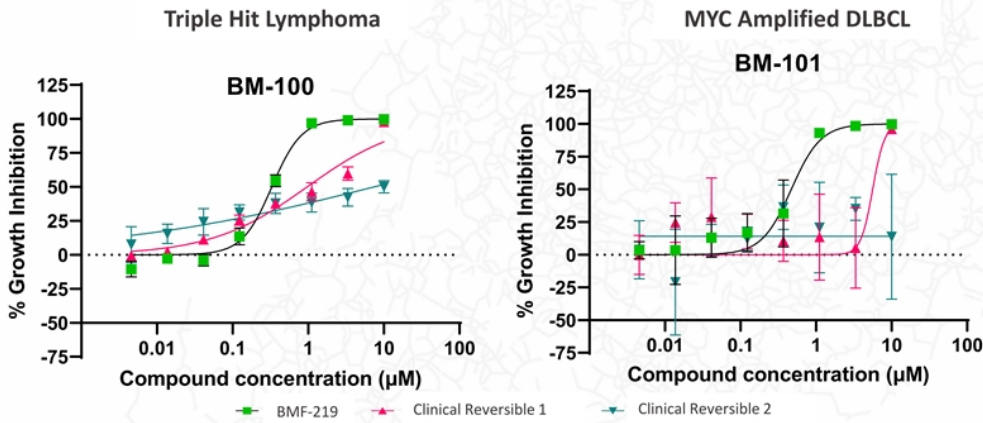 Triple Hit Lymphoma
MYC Amplified DLBCL
BM-100
125
100
75
50
25
0
-25
-50
-75
% Growth Inhibition
0.01 0.1 1 10 100
Compound concentration (µM)
BM-101
125
100
75
50
25
0
-25
-50
-75
% Growth Inhibition
0.01 0.1 1 10 100
Compound concentration (µM)
BMF-219 Clinical Reversible 1 Clinical Reversible 2